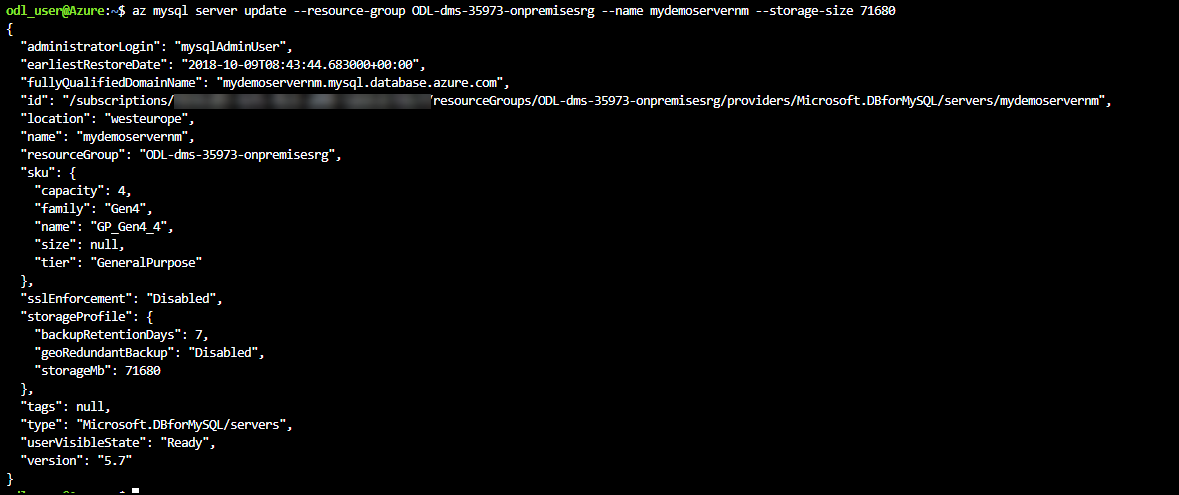 odl_user@Azure:~$ az mysql server update --resource-group ODL-dms-35973-onpremisesrg --name mydemoservernm --storage-size 71680
{
  "administratorLogin": "mysqlAdminUser",
  "earliestRestoreDate": "2018-10-09T08:43:44.683000+00:00",
  "fullyQualifiedDomainName": "mydemoservernm.mysql.database.azure.com",
  "id": "/subscriptions/ /resourceGroups/ODL-dms-35973-onpremisesrg/providers/Microsoft.DBforMySQL/servers/mydemoservernm",
  "location": "westeurope",
  "name": "mydemoservernm",
  "resourceGroup": "ODL-dms-35973-onpremisesrg",
  "sku": {
    "capacity": 4,
    "family": "Gen4",
    "name": "GP_Gen4_4",
    "size": null,
    "tier": "GeneralPurpose"
  },
  "sslEnforcement": "Disabled",
  "storageProfile": {
    "backupRetentionDays": 7,
    "geoRedundantBackup": "Disabled",
    "storageMb": 71680
  },
  "tags": null,
  "type": "Microsoft.DBforMySQL/servers",
  "userVisibleState": "Ready",
  "version": "5.7"
}